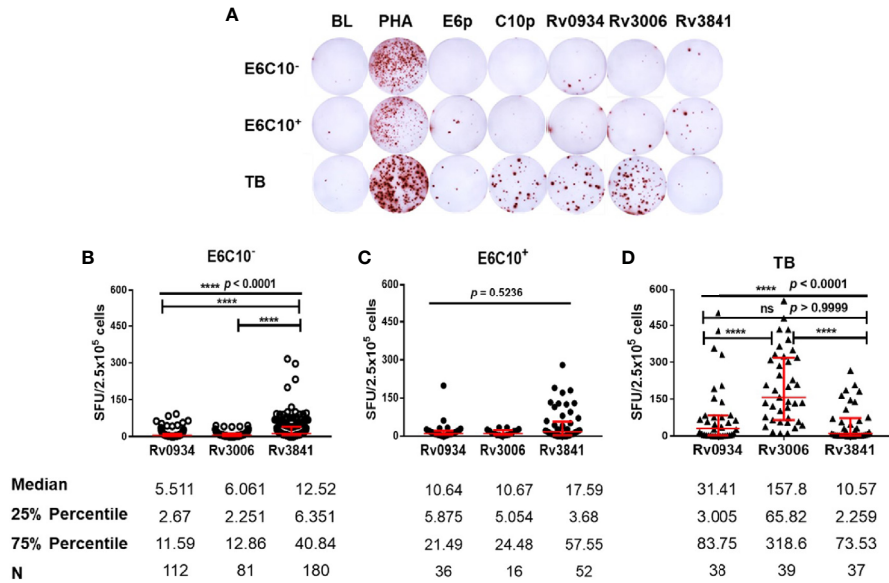 A
BL PHA E6p C10p Rv0934 Rv3006 Rv3841
E6C10-
E6C10+
TB
B
E6C10-
**** p < 0.0001
****
****
SFU/2.5x10^5 cells
600
450
300
150
0
Rv0934 Rv3006 Rv3841
C
E6C10+
p = 0.5236
SFU/2.5x10^5 cells
600
450
300
150
0
Rv0934 Rv3006 Rv3841
D
TB
**** p < 0.0001
ns p > 0.9999
**** ****
SFU/2.5x10^5 cells
600
450
300
150
0
Rv0934 Rv3006 Rv3841
Median 5.511 6.061 12.52 10.64 10.67 17.59 31.41 157.8 10.57
25% Percentile 2.67 2.251 6.351 5.875 5.054 3.68 3.005 65.82 2.259
75% Percentile 11.59 12.86 40.84 21.49 24.48 57.55 83.75 318.6 73.53
N 112 81 180 36 16 52 38 39 37